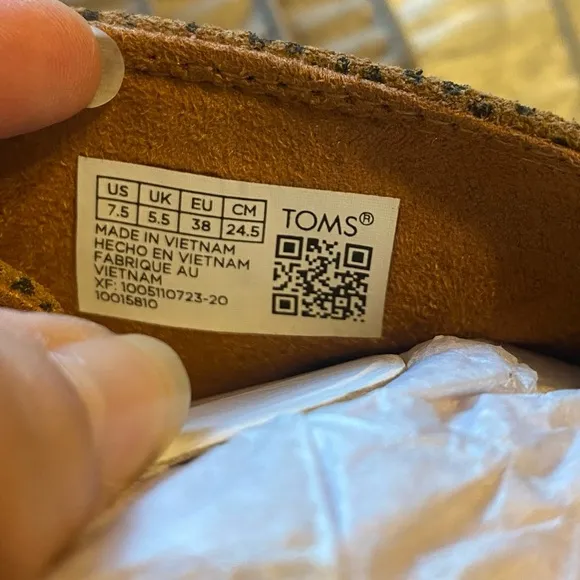 US UK EU CM
7.5 5.5 38 24.5
TOMS®
MADE IN VIETNAM
HECHO EN VIETNAM
FABRIQUE AU
VIETNAM
XF: 1005110723-20
10015810